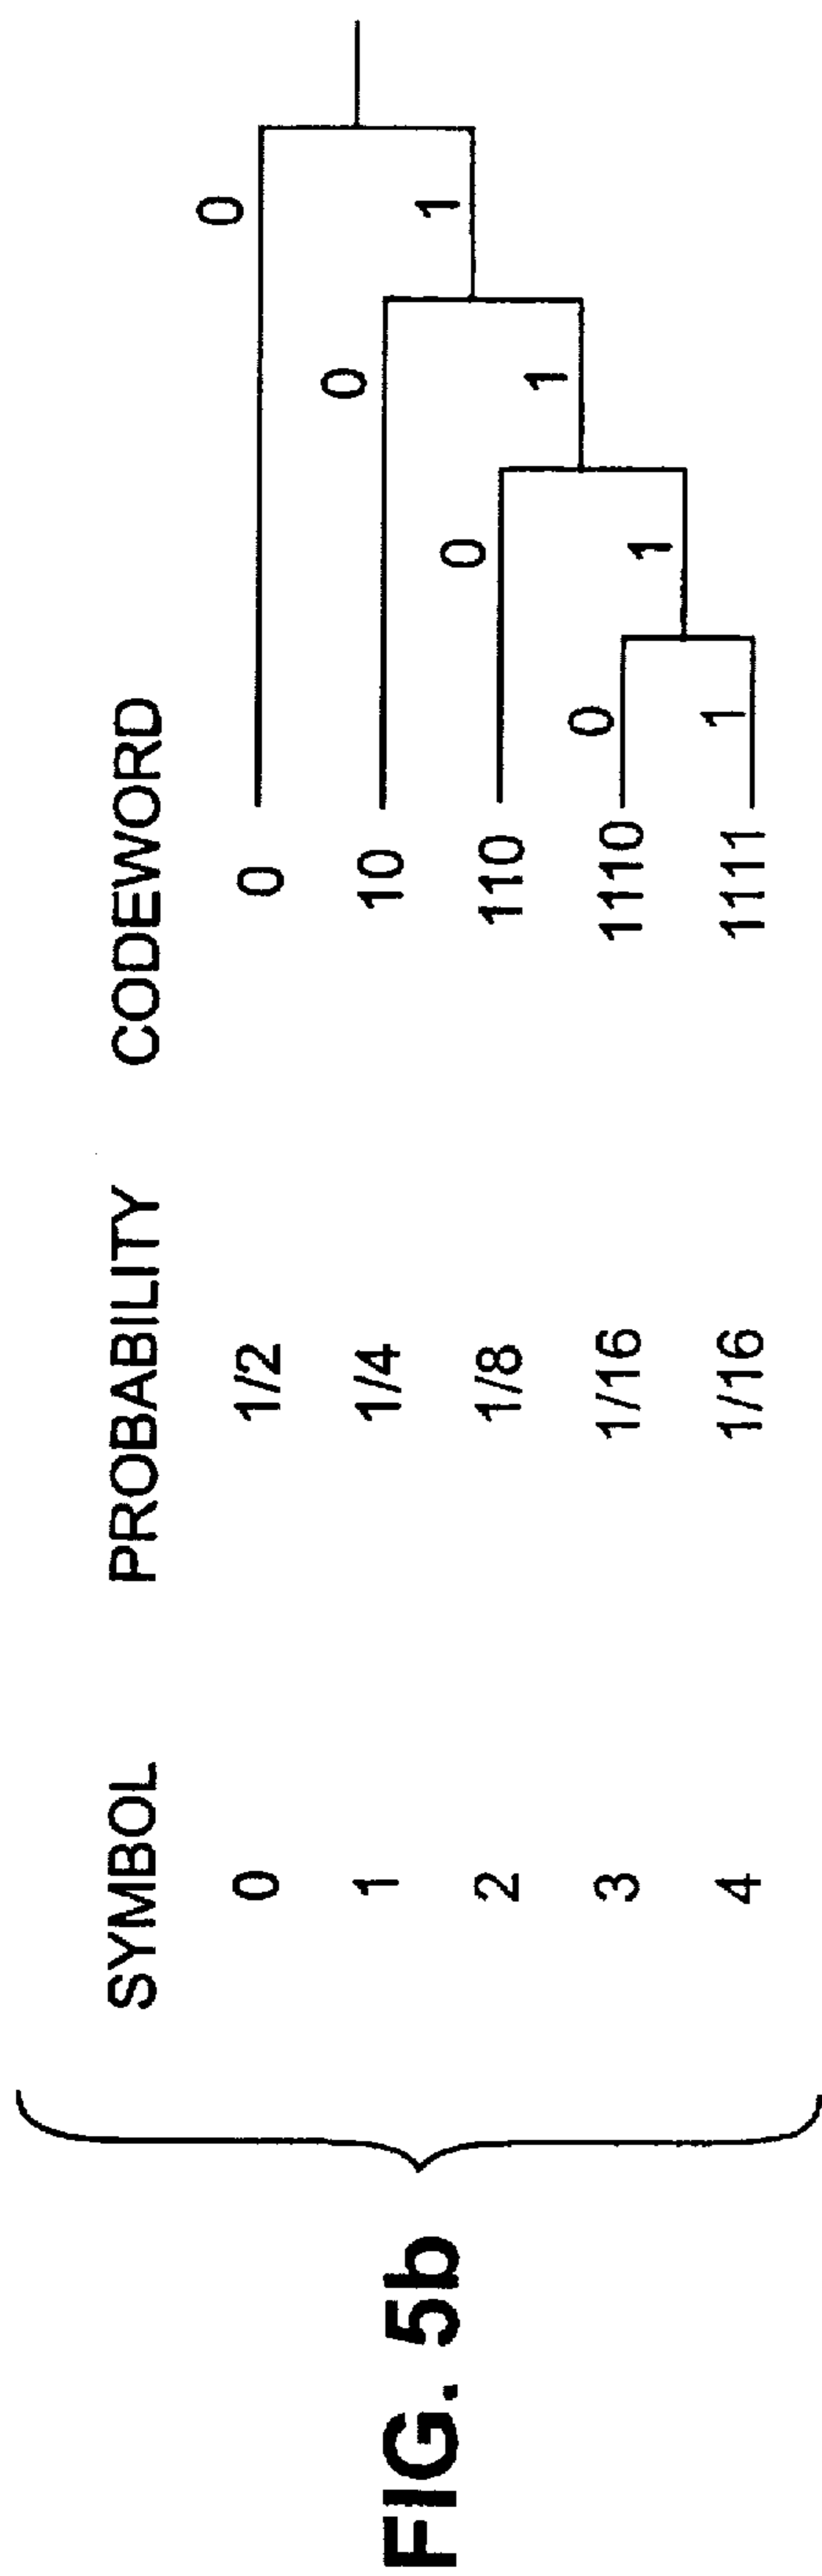 SYMBOL PROBABILITY CODEWORD
0 1/2 0 0
1 1/4 10 0 1
2 1/8 110 0 1
3 1/16 1110 0 1
4 1/16 1111 1
FIG. 5b